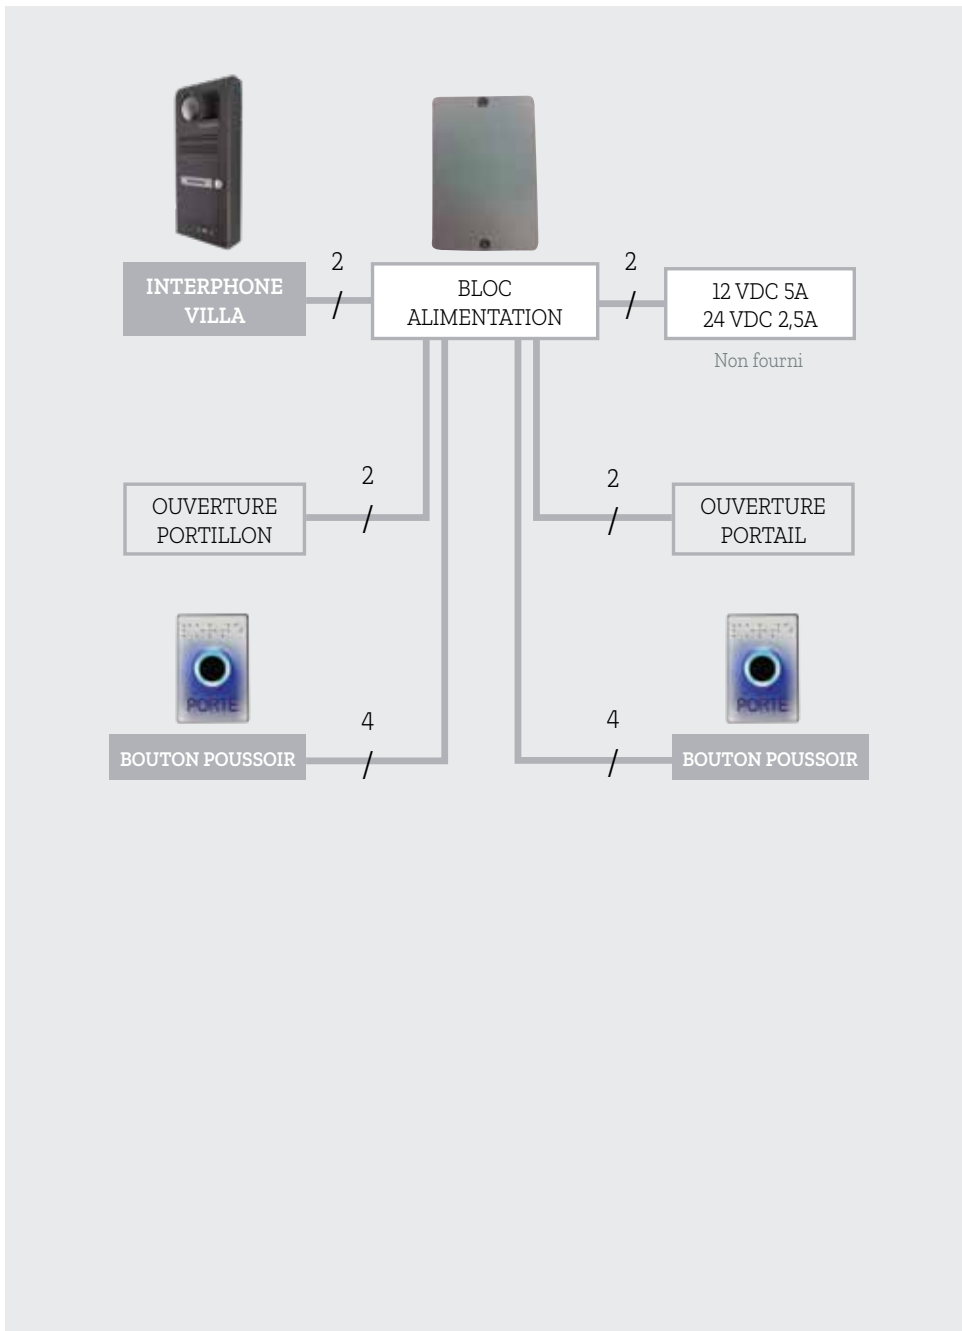 2
2
INTERPHONE
VILLA
BLOC
ALIMENTATION
12 VDC 5A
24 VDC 2,5A
Non fourni
2
2
OUVERTURE
PORTILLON
OUVERTURE
PORTAIL
PORTE
PORTE
4
4
BOUTON POUSSOIR
BOUTON POUSSOIR